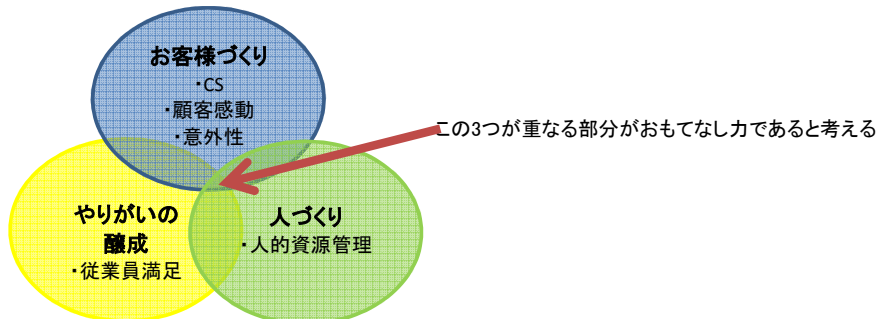 お客様づくり
・CS
・顧客感動
・意外性
この3つが重なる部分がおもてなし力であると考える
やりがいの
醸成
・従業員満足
人づくり
・人的資源管理